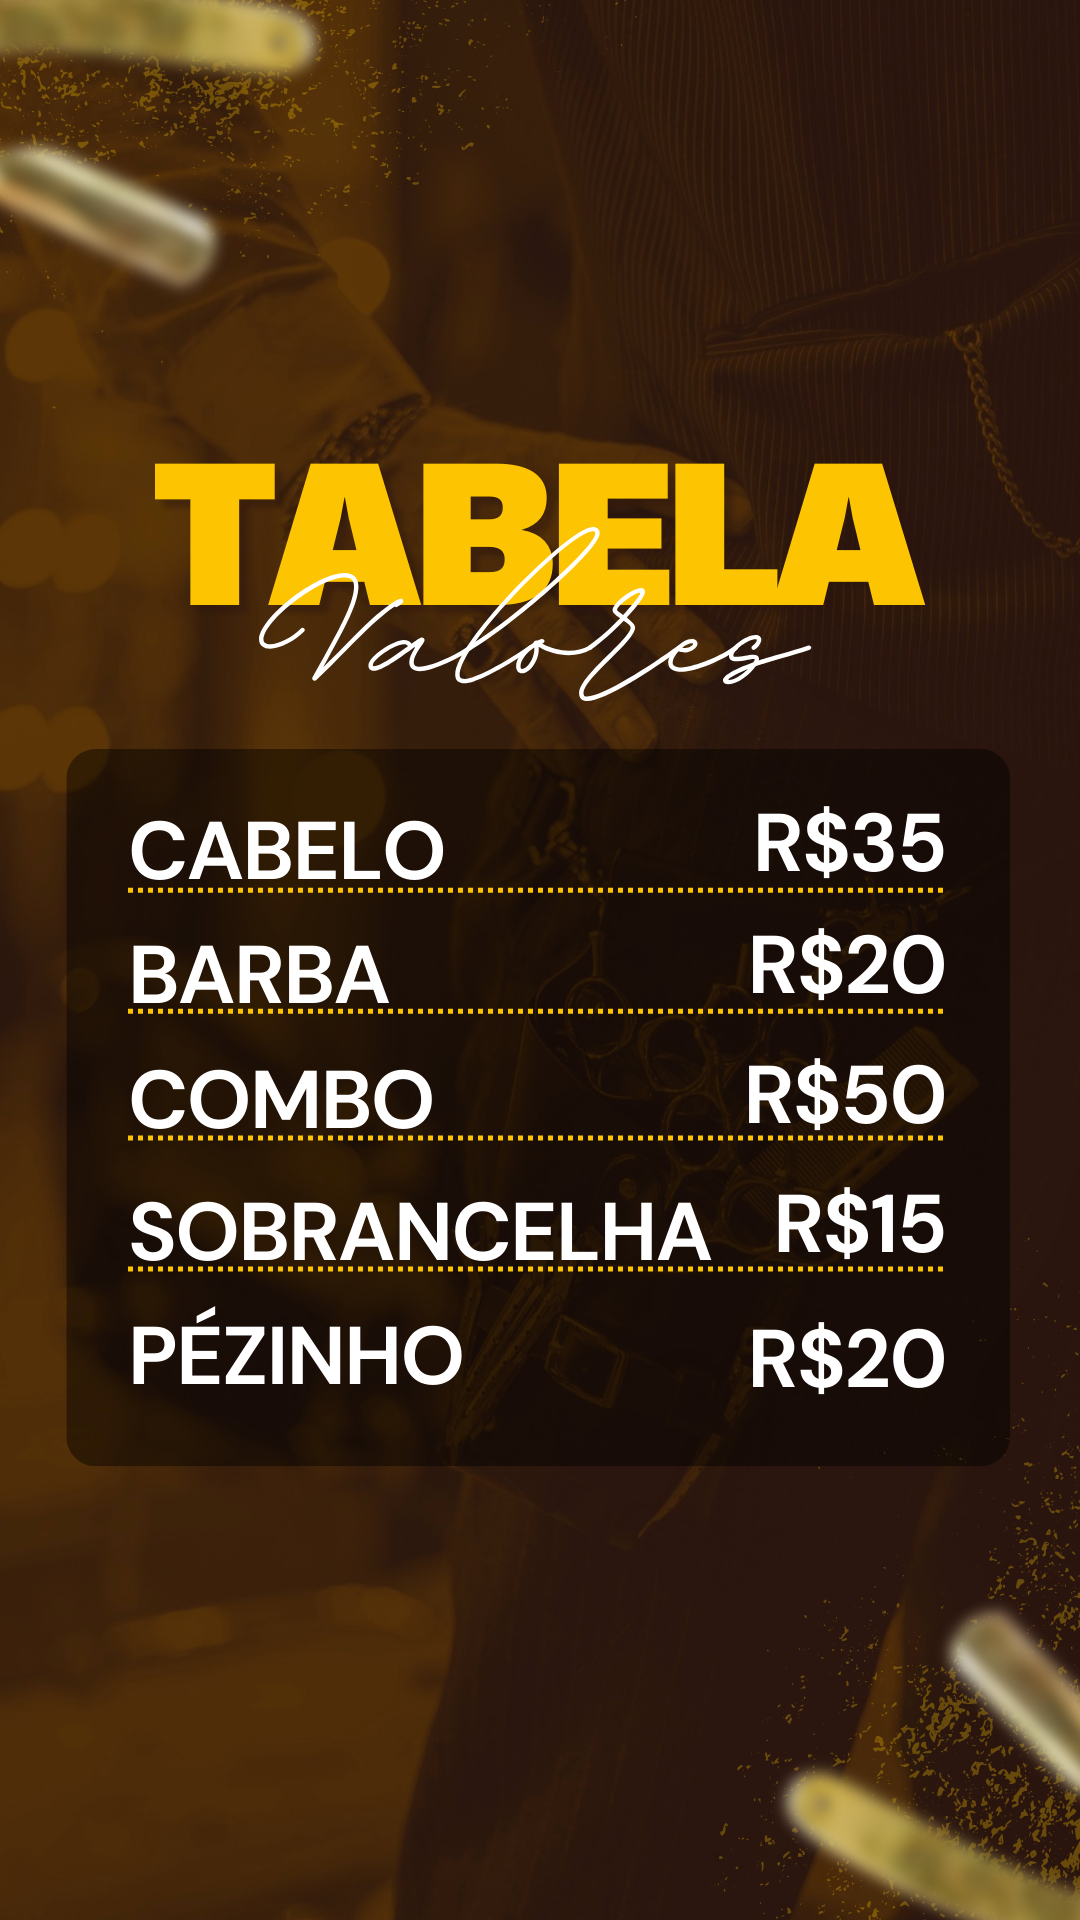 TABELA
Valores
CABELO R$35
BARBA R$20
COMBO R$50
SOBRANCELHA R$15
PÉZINHO R$20